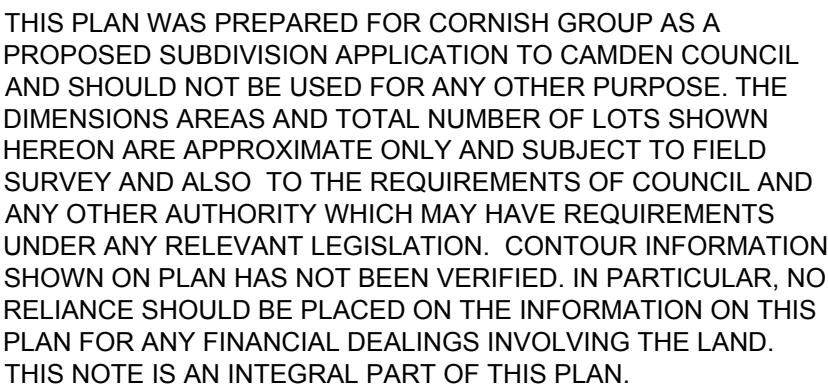 THIS PLAN WAS PREPARED FOR CORNISH GROUP AS A
PROPOSED SUBDIVISION APPLICATION TO CAMDEN COUNCIL
AND SHOULD NOT BE USED FOR ANY OTHER PURPOSE. THE
DIMENSIONS AREAS AND TOTAL NUMBER OF LOTS SHOWN
HEREON ARE APPROXIMATE ONLY AND SUBJECT TO FIELD
SURVEY AND ALSO  TO THE REQUIREMENTS OF COUNCIL AND
ANY OTHER AUTHORITY WHICH MAY HAVE REQUIREMENTS
UNDER ANY RELEVANT LEGISLATION.  CONTOUR INFORMATION
SHOWN ON PLAN HAS NOT BEEN VERIFIED. IN PARTICULAR, NO
RELIANCE SHOULD BE PLACED ON THE INFORMATION ON THIS
PLAN FOR ANY FINANCIAL DEALINGS INVOLVING THE LAND.
THIS NOTE IS AN INTEGRAL PART OF THIS PLAN.